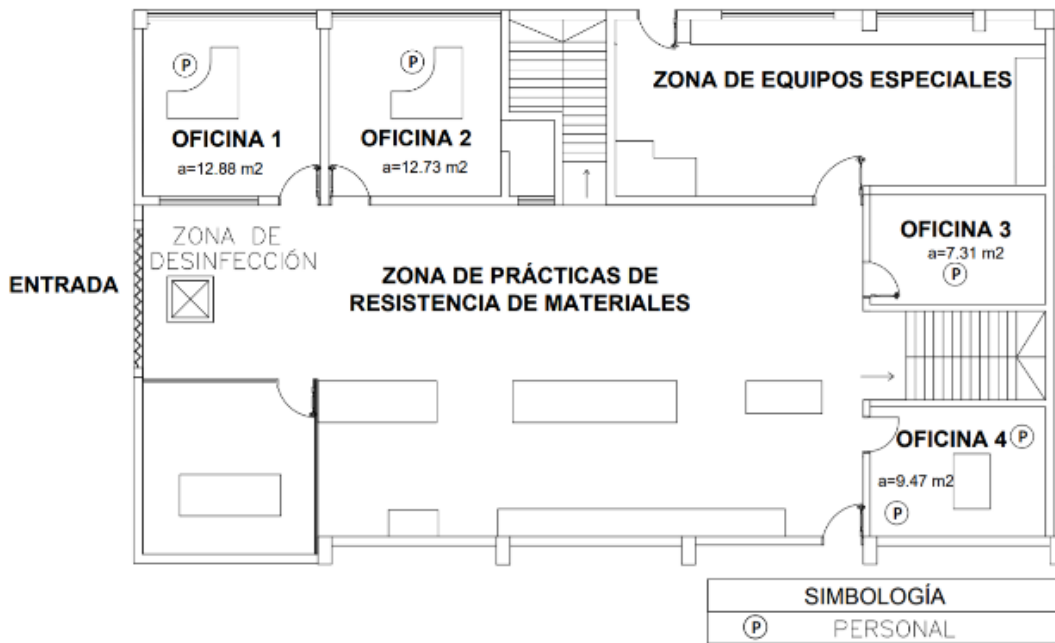 P
P
ZONA DE EQUIPOS ESPECIALES
OFICINA 1
OFICINA 2
a=12.88 m2
a=12.73 m2
ZONA DE
DESINFECCIÓN
OFICINA 3
a=7.31 m2
P
ENTRADA
ZONA DE PRÁCTICAS DE
RESISTENCIA DE MATERIALES
OFICINA 4
P
a=9.47 m2
P
SIMBOLOGÍA
P PERSONAL